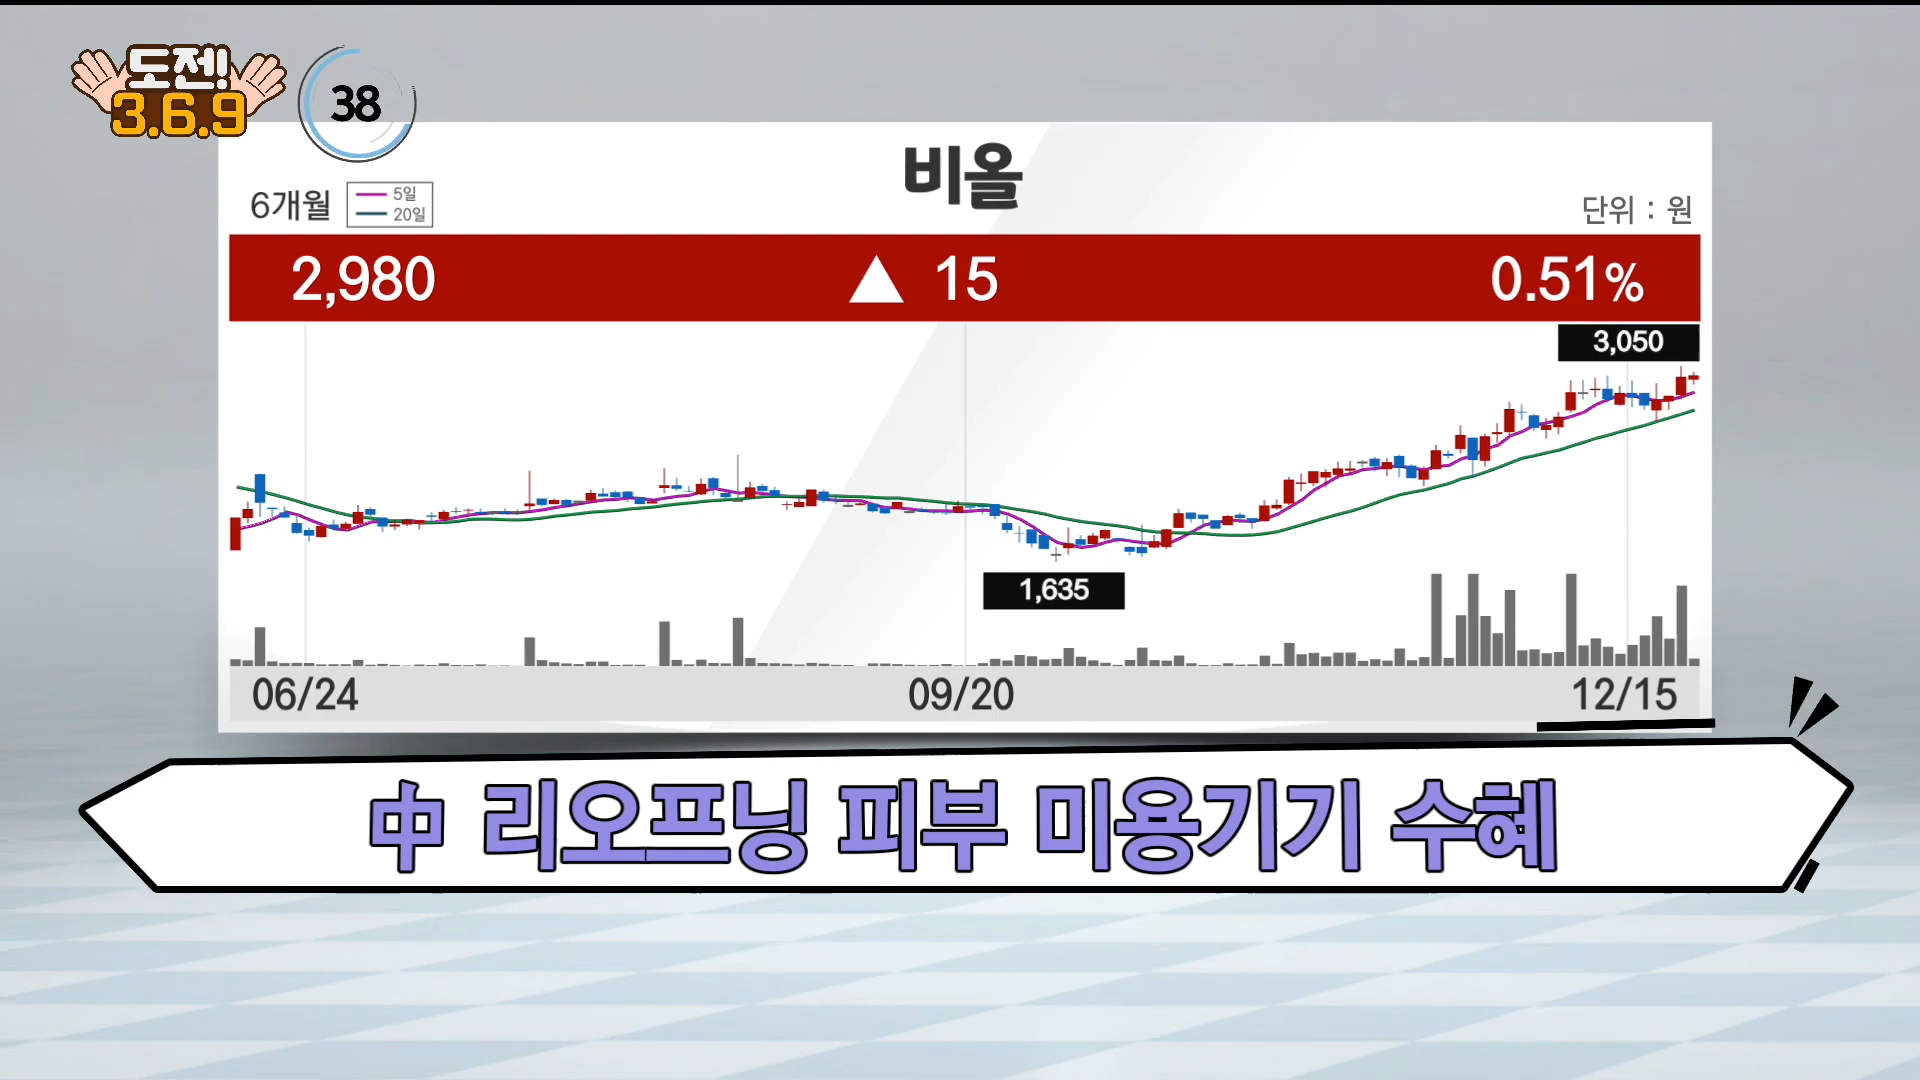 도젠!
3.6.9
38
비올
6개월
5일
20일
단위 : 원
2,980 ▲ 15 0.51%
3,050
1,635
06/24 09/20 12/15
中 리오프닝 피부 미용기기 수혜